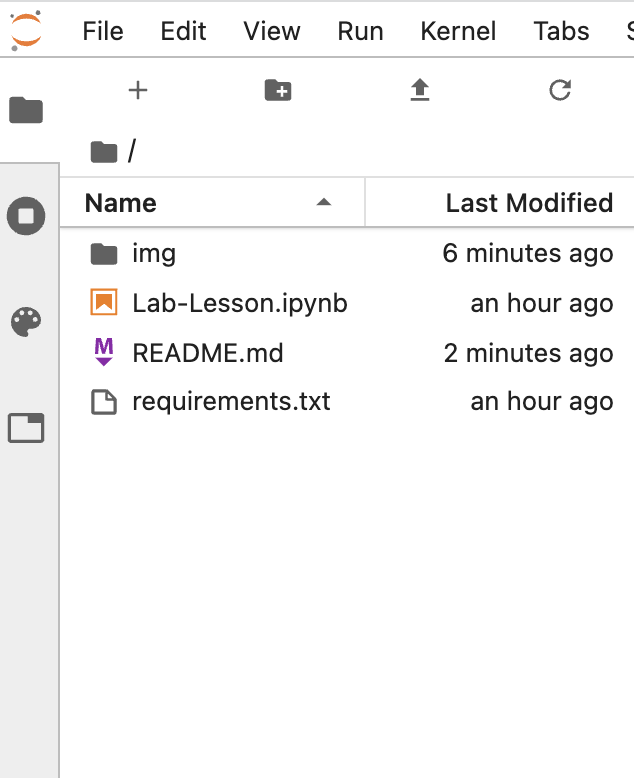 File Edit View Run Kernel Tabs
/
Name Last Modified
img 6 minutes ago
Lab-Lesson.ipynb an hour ago
README.md 2 minutes ago
requirements.txt an hour ago